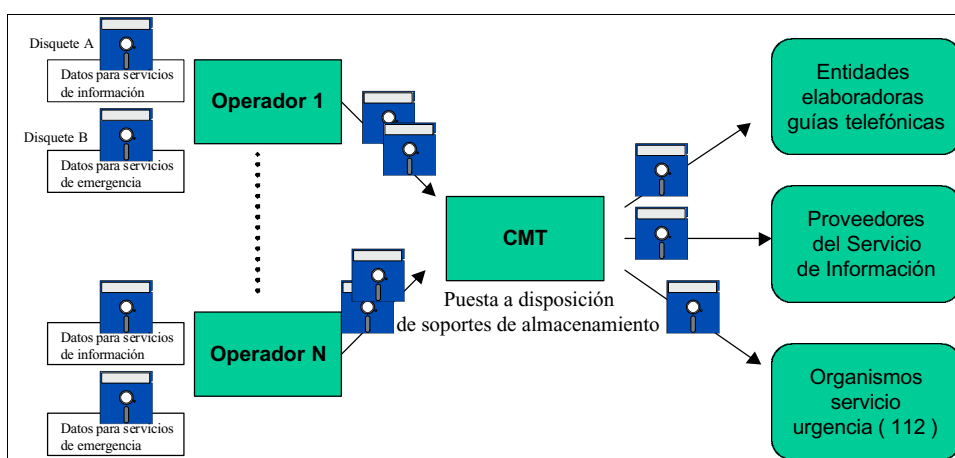 Disquete A
Datos para servicios
de información
Disquete B
Datos para servicios
de emergencia
Operador 1
Datos para servicios
de información
Datos para servicios
de emergencia
Operador N
CMT
Puesta a disposición
de soportes de almacenamiento
Entidades
elaboradoras
guías telefónicas
Proveedores
del Servicio
de Información
Organismos
servicio
urgencia ( 112 )